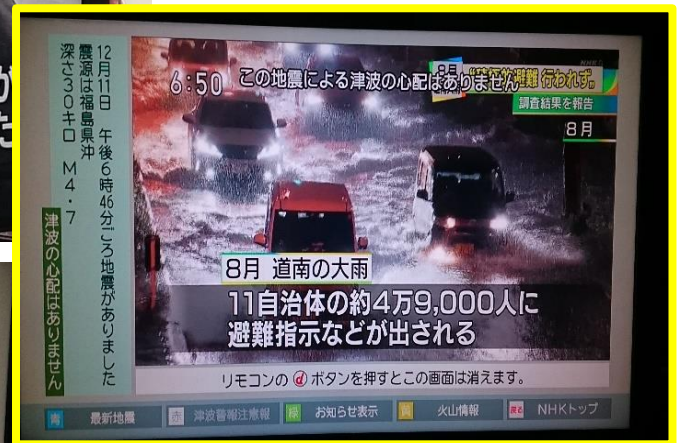 が
た
12月11日 午後6時46分ごろ地震がありました
震源は福島県沖
深さ30キロ M4・7
津波の心配はありません
6:50
この地震による津波の心配はありません
避難 行われず"
調査結果を報告
8月
8月 道南の大雨
11自治体の約4万9,000人に
避難指示などが出される
リモコンの ⓓ ボタンを押すとこの画面は消えます。
青 最新地震
赤 津波警報注意報
緑 お知らせ表示
黄 火山情報
戻る NHKトップ